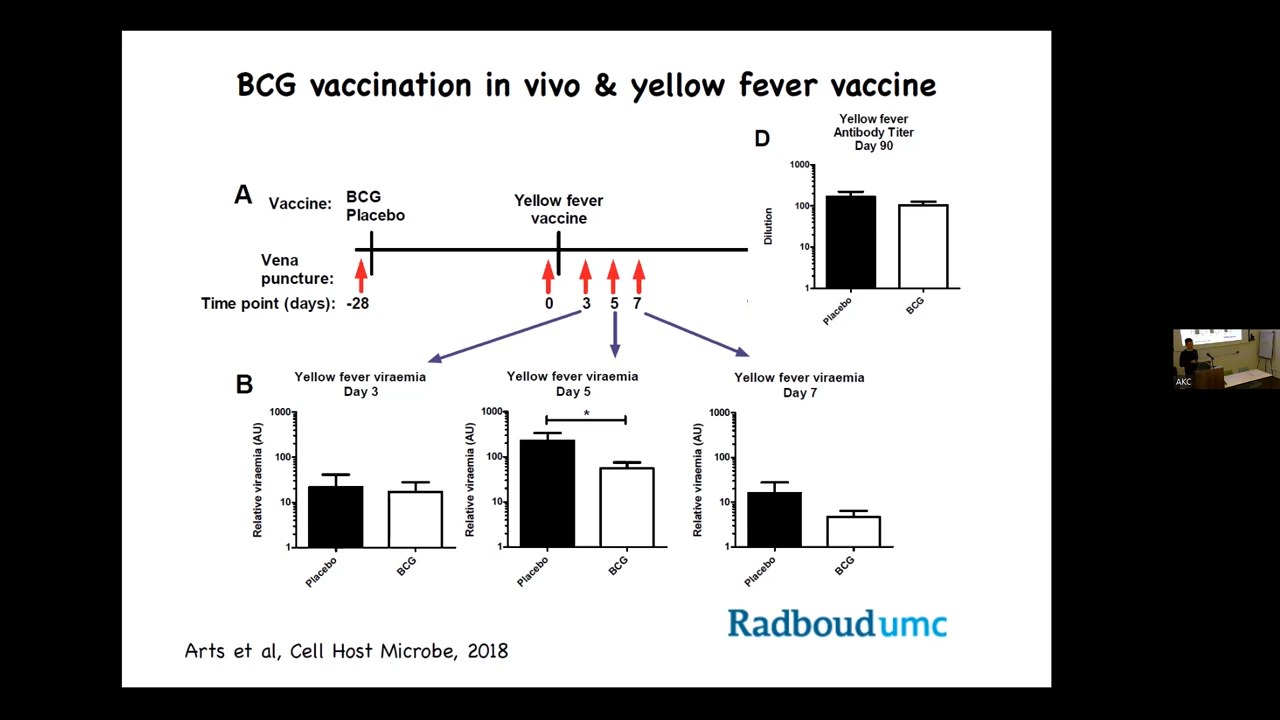 BCG vaccination in vivo & yellow fever vaccine
A
Vaccine:
BCG
Placebo
Yellow fever
vaccine
Vena
puncture:
Time point (days):
-28
0
3
5
7
D
Yellow fever
Antibody Titer
Day 90
Dilution
1000
100
10
1
Placebo
BCG
B
Yellow fever viraemia
Day 3
Relative viraemia (AU)
1000
100
10
1
Placebo
BCG
Yellow fever viraemia
Day 5
Relative viraemia (AU)
1000
100
10
1
*
Placebo
BCG
Yellow fever viraemia
Day 7
Relative viraemia (AU)
1000
100
10
1
Placebo
BCG
Radboudumc
Arts et al, Cell Host Microbe, 2018
AKC